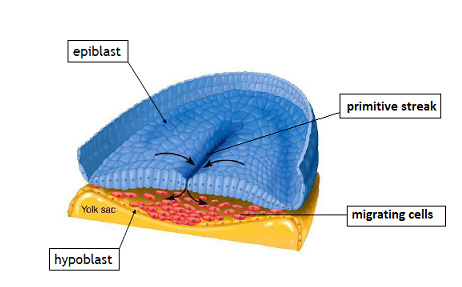 epiblast
primitive streak
migrating cells
Yolk sac
hypoblast